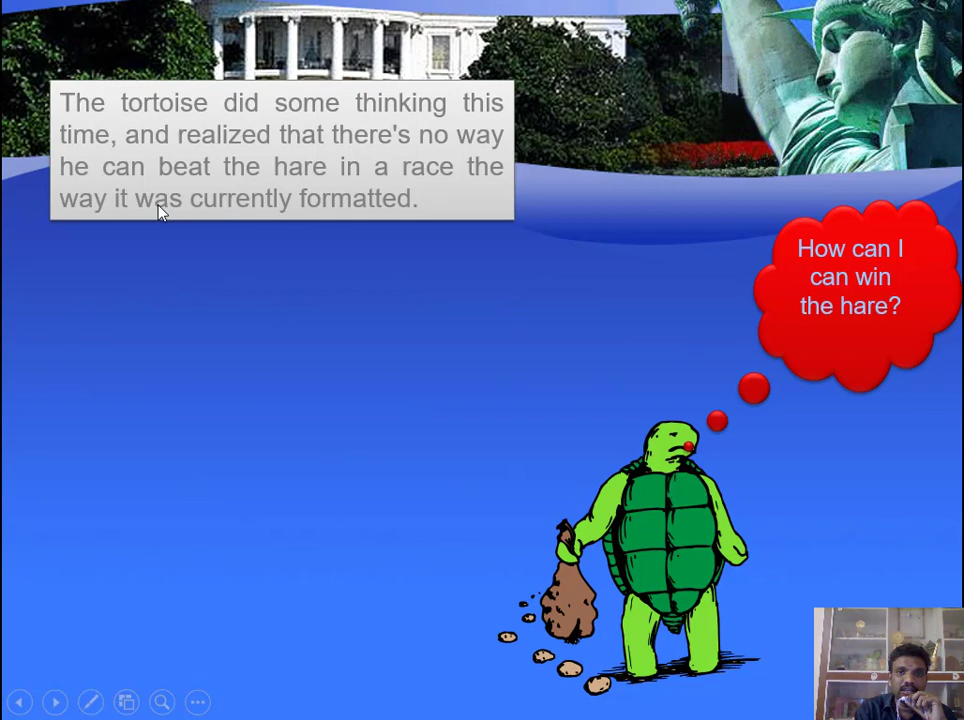 The tortoise did some thinking this
time, and realized that there's no way
he can beat the hare in a race the
way it was currently formatted.
How can I
can win
the hare?